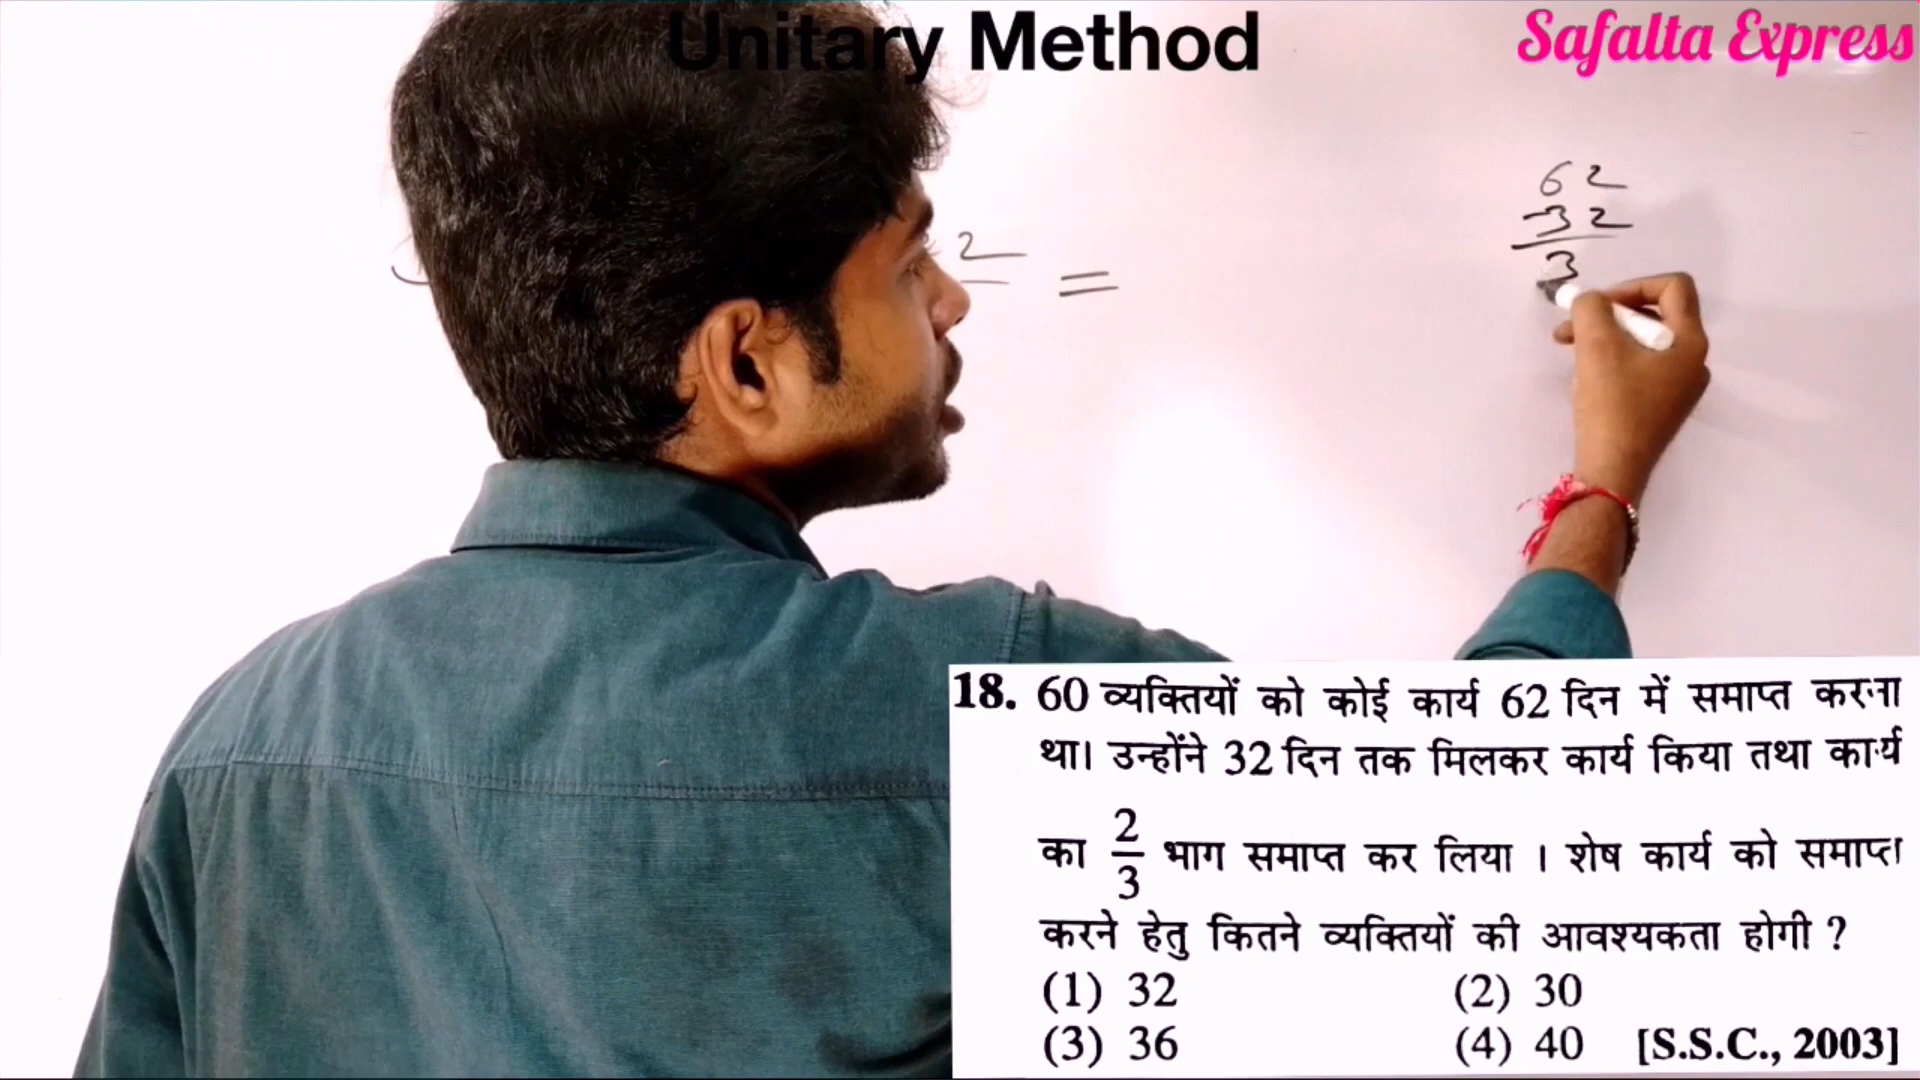 Unitary Method
Safalta Express
62
-32
3
2
=
18. 60 व्यक्तियों को कोई कार्य 62 दिन में समाप्त करना
था। उन्होंने 32 दिन तक मिलकर कार्य किया तथा कार्य
का 2/3 भाग समाप्त कर लिया । शेष कार्य को समाप्त
करने हेतु कितने व्यक्तियों की आवश्यकता होगी ?
(1) 32 (2) 30
(3) 36 (4) 40 [S.S.C., 2003]